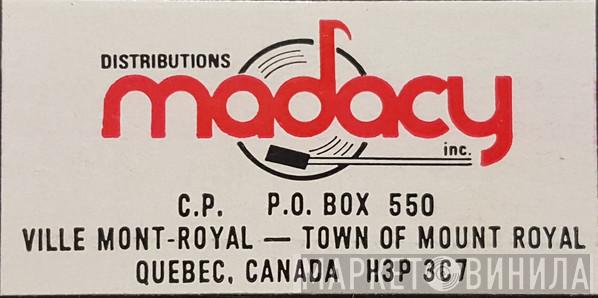 DISTRIBUTIONS
madacy
inc.
C.P. P.O. BOX 550
VILLE MONT-ROYAL — TOWN OF MOUNT ROYAL
QUEBEC, CANADA H3P 3C7
МАРКЕТ ВИНИЛА